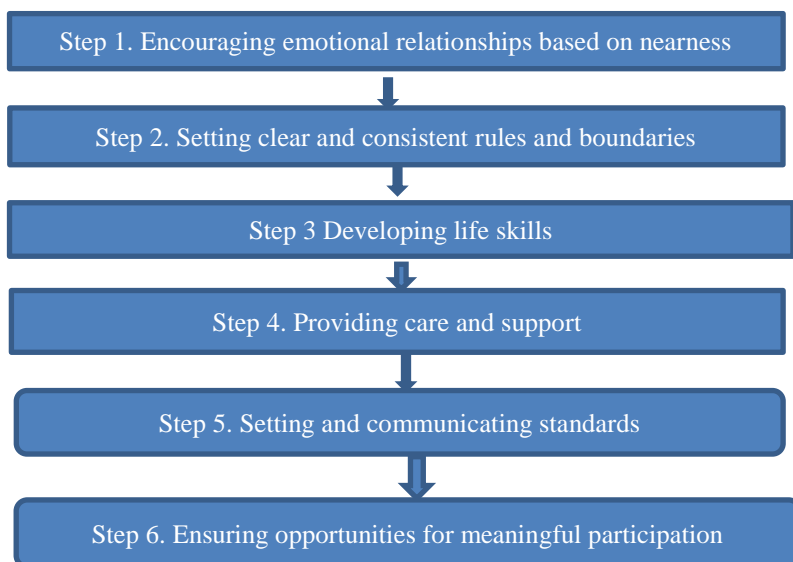 Step 1. Encouraging emotional relationships based on nearness
Step 2. Setting clear and consistent rules and boundaries
Step 3 Developing life skills
Step 4. Providing care and support
Step 5. Setting and communicating standards
Step 6. Ensuring opportunities for meaningful participation